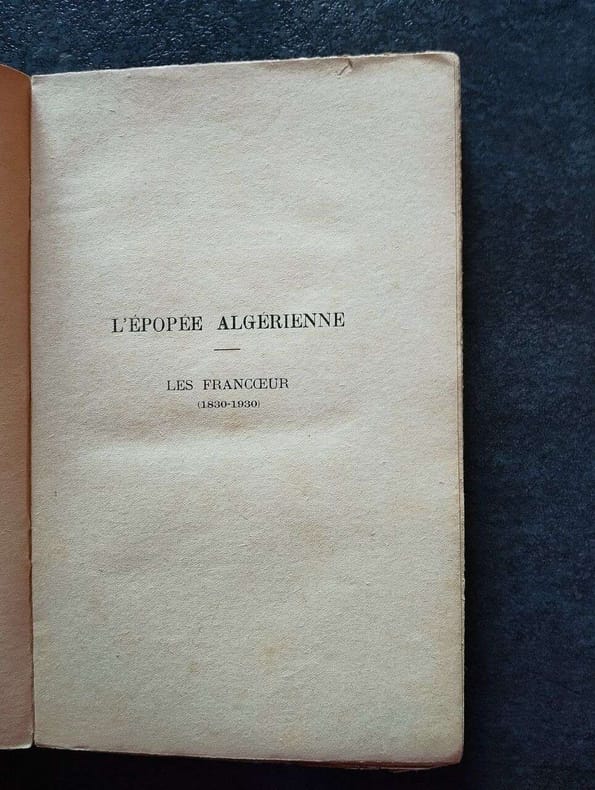 L'ÉPOPÉE ALGÉRIENNE
LES FRANCŒUR
(1830-1930)